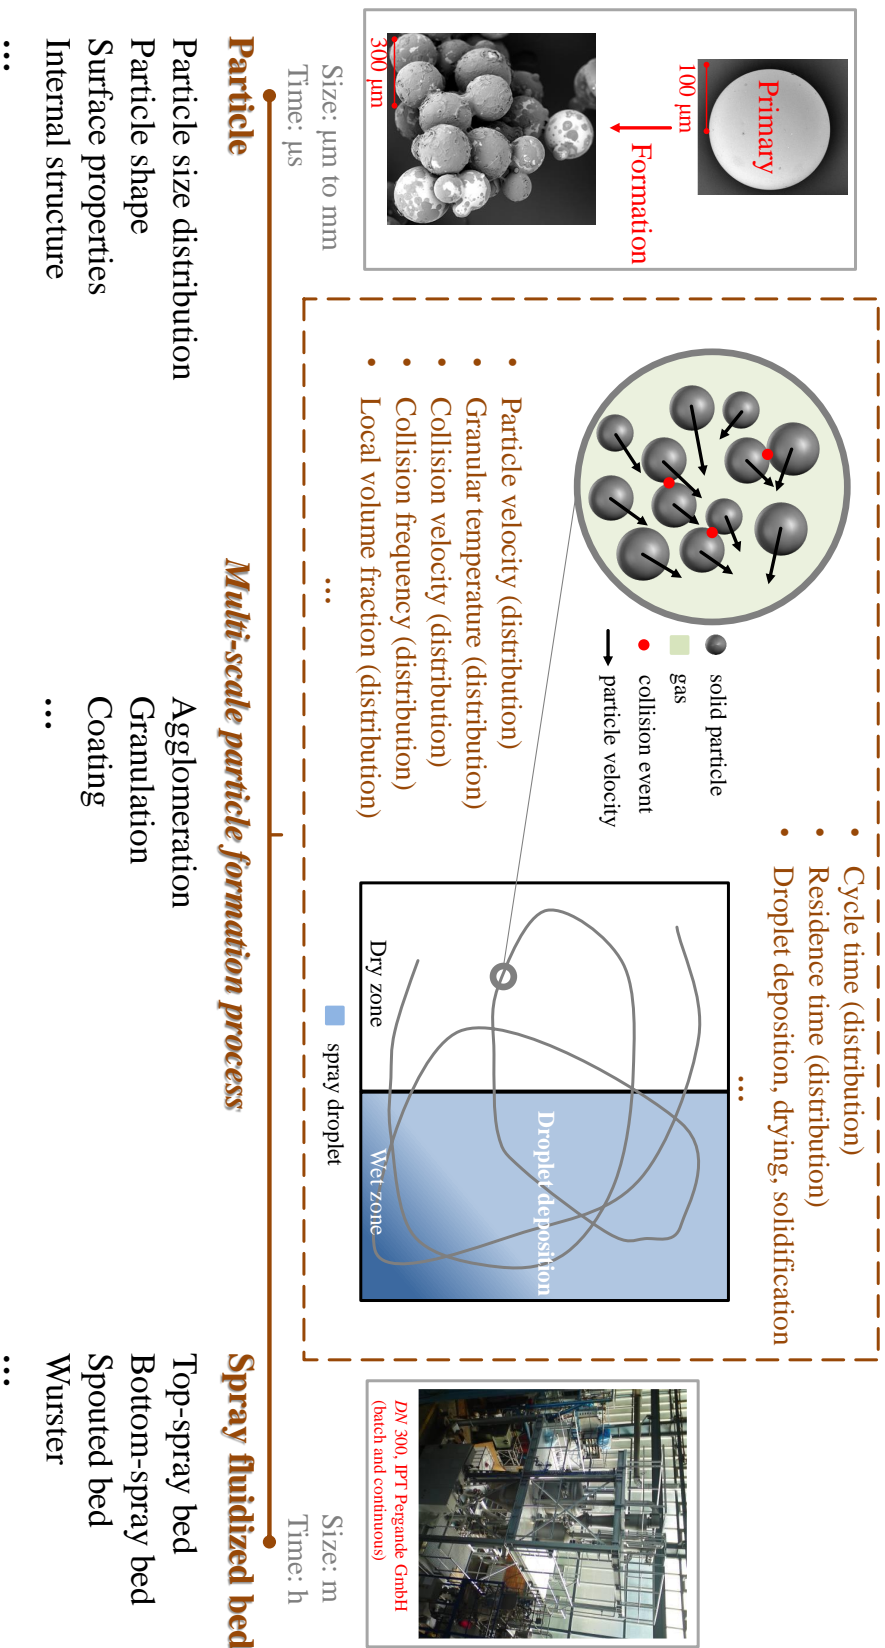 Primary
100 μm
Formation
300 μm
Size: μm to mm
Time: μs
Cycle time (distribution)
Residence time (distribution)
Droplet deposition, drying, solidification
...
solid particle
gas
collision event
particle velocity
Particle velocity (distribution)
Granular temperature (distribution)
Collision velocity (distribution)
Collision frequency (distribution)
Local volume fraction (distribution)
...
Droplet deposition
Dry zone
Wet zone
spray droplet
DN 300, IPT Pergande GmbH
(batch and continuous)
Size: m
Time: h
Particle
Multi-scale particle formation process
Spray fluidized bed
Particle size distribution
Particle shape
Surface properties
Internal structure
...
Agglomeration
Granulation
Coating
...
Top-spray bed
Bottom-spray bed
Spouted bed
Wurster
...